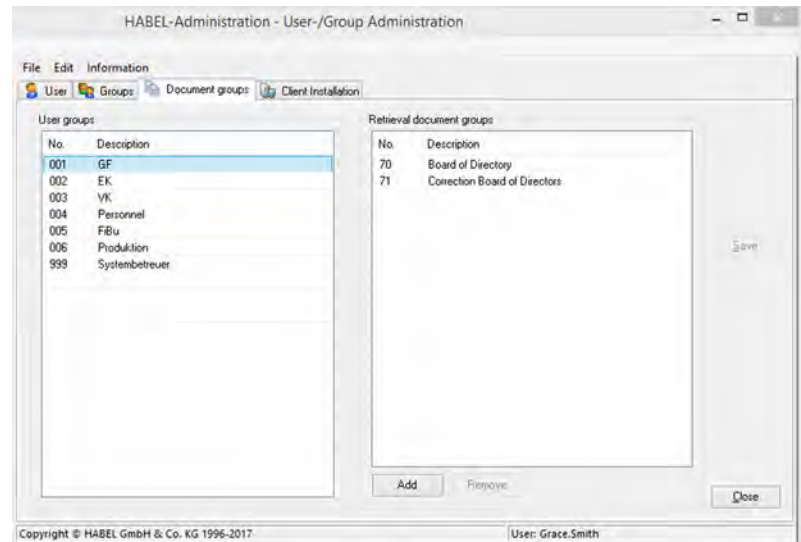 HABEL-Administration - User-/Group Administration
File Edit Information
User Groups Document groups Client Installation
User groups
No. Description
001 GF
002 EK
003 VK
004 Personnel
005 FiBu
006 Produktion
999 Systembetreuer
Retrieval document groups
No. Description
70 Board of Directory
71 Correction Board of Directors
Save
Add Remove
Close
Copyright © HABEL GmbH & Co. KG 1996-2017 User: Grace.Smith